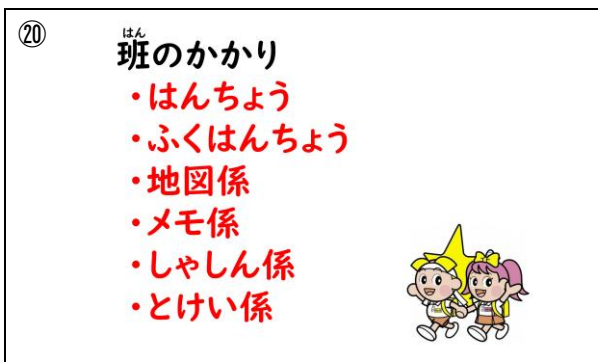 ⑳
班のかかり
はん
・はんちょう
・ふくはんちょう
・地図係
・メモ係
・しゃしん係
・とけい係